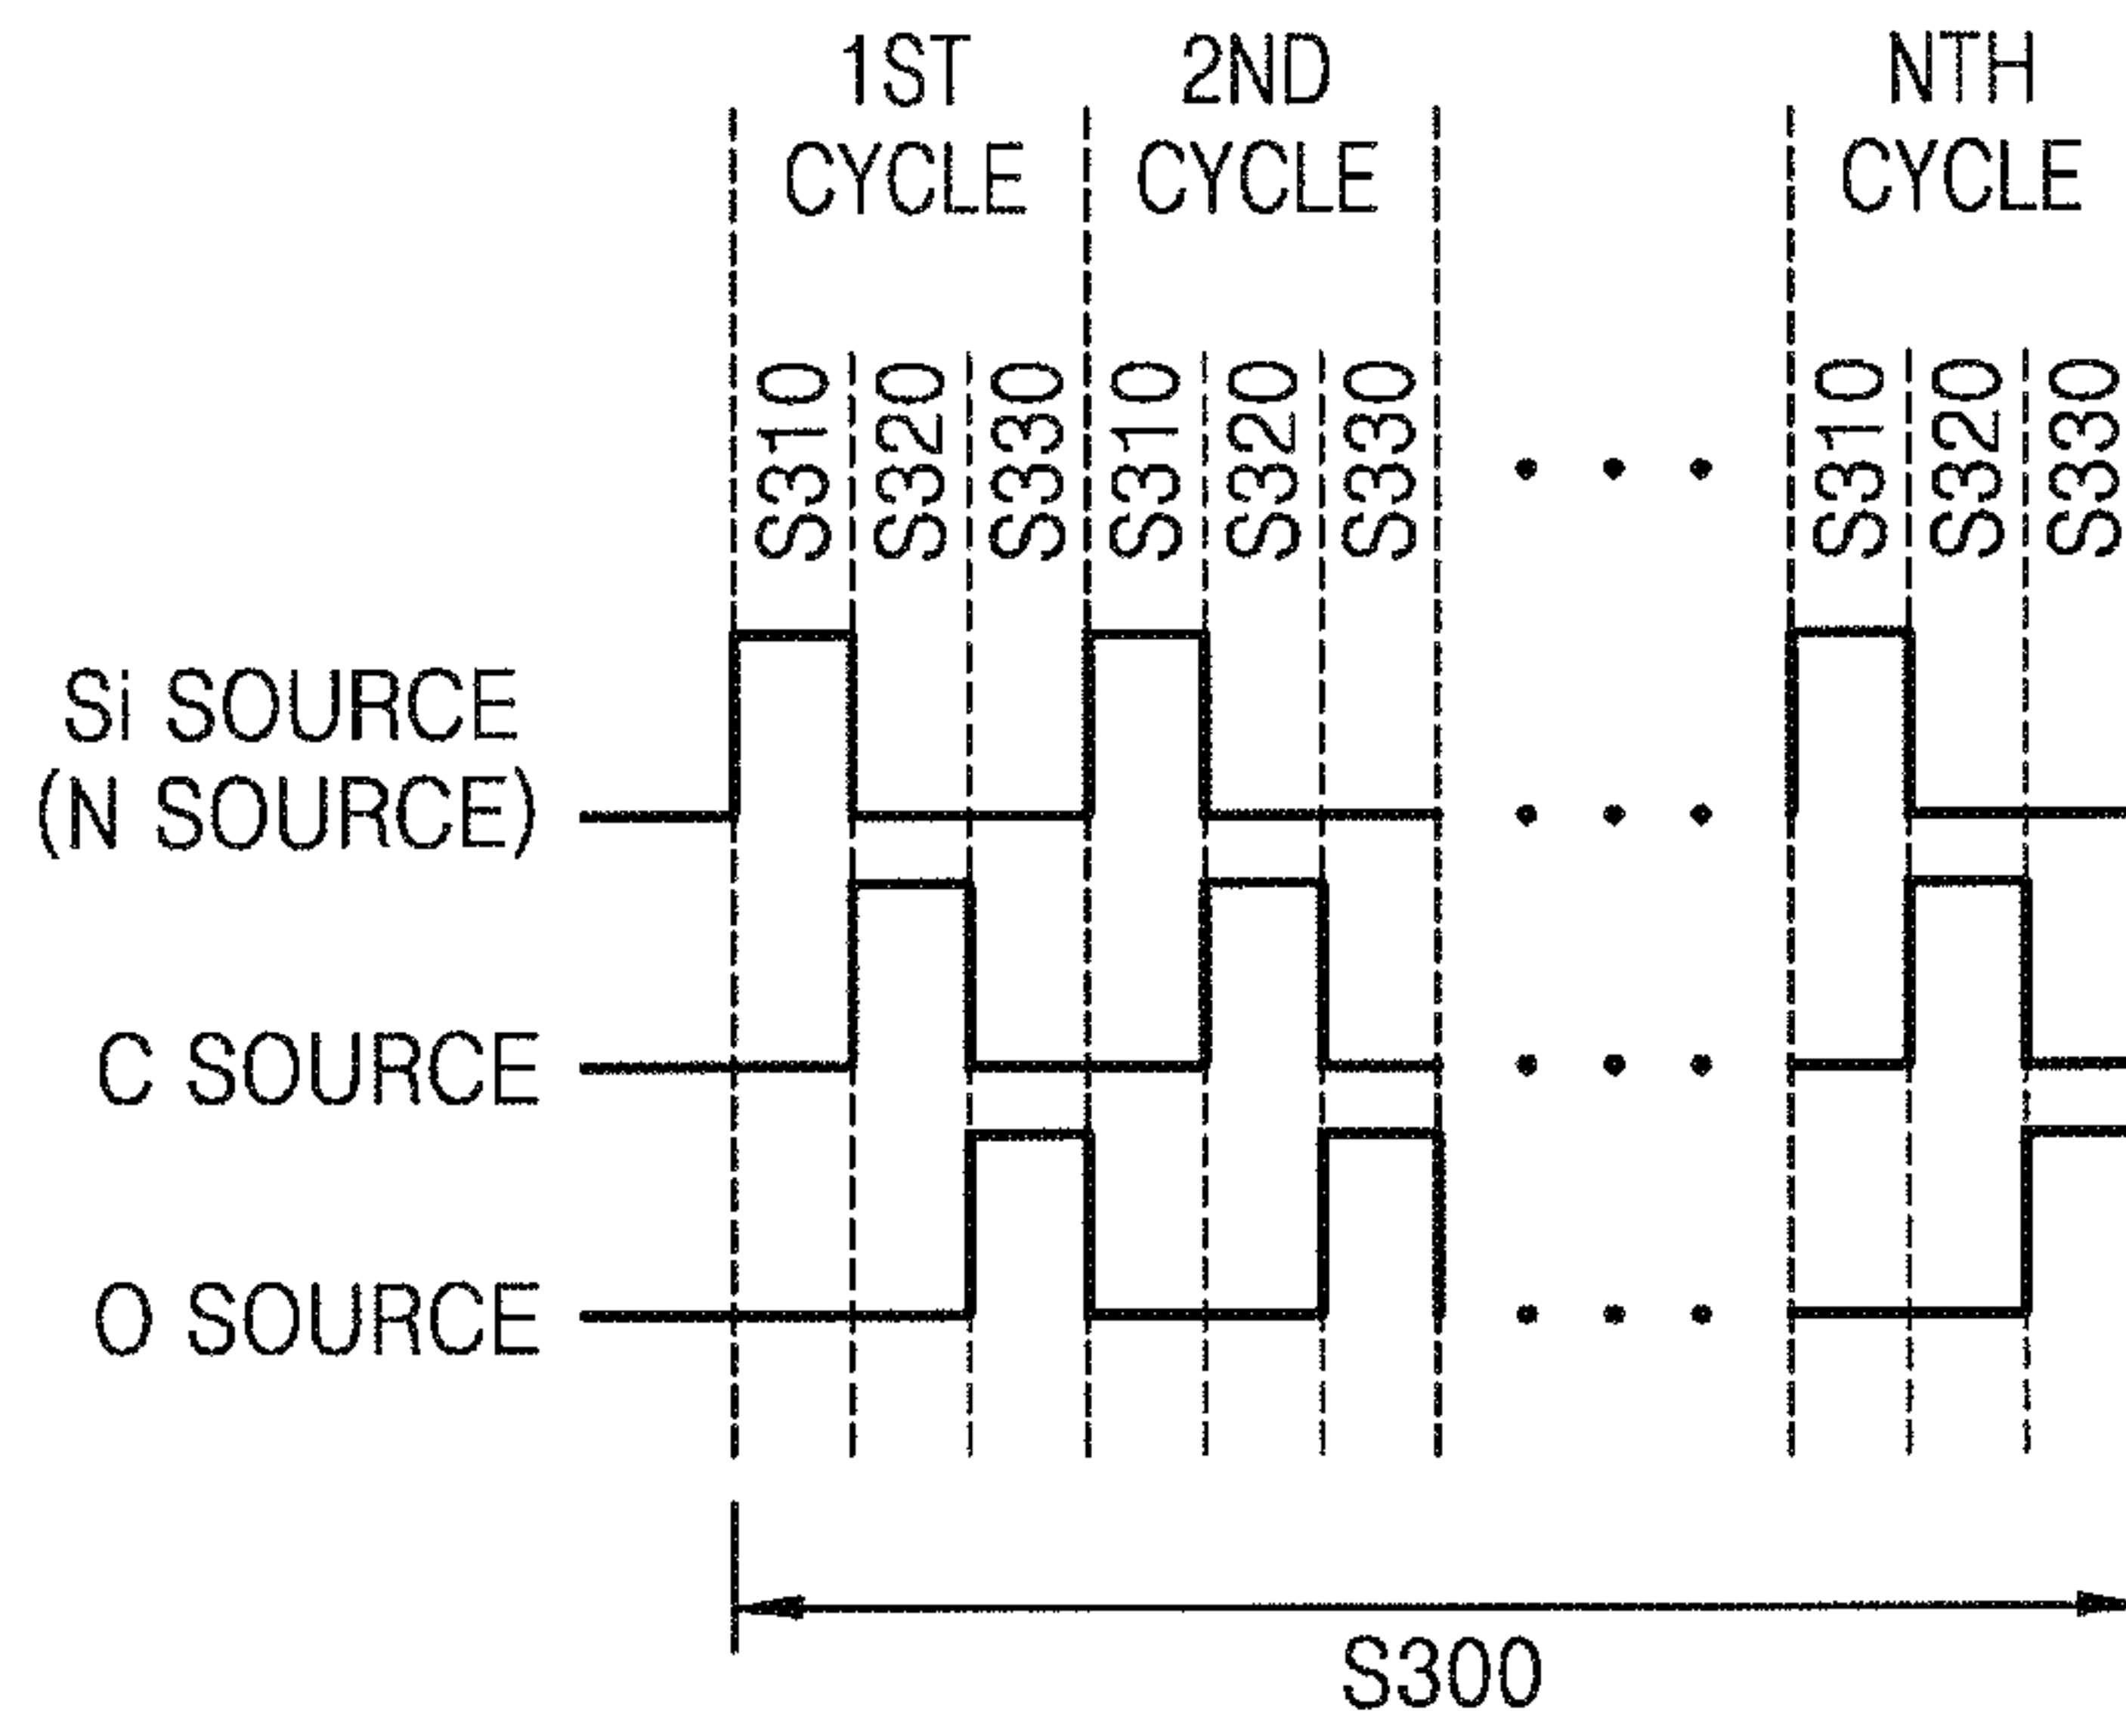 1ST CYCLE
2ND CYCLE
NTH CYCLE
S310
S320
S330
S310
S320
S330
S310
S320
S330
Si SOURCE
(N SOURCE)
C SOURCE
O SOURCE
S300